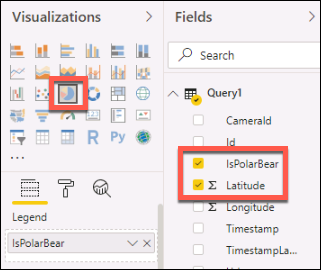 Visualizations
Fields
R
Py
...
Legend
IsPolarBear
Search
Query1
CameraId
Id
IsPolarBear
Σ Latitude
Σ Longitude
Timestamp
TimestampLa...